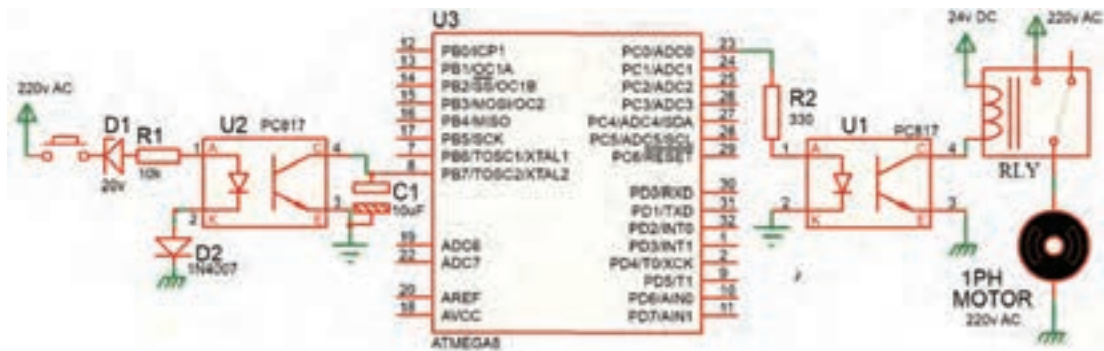 U3
24v DC
220v AC
12
PB0/ICP1
13
PB1/OC1A
14
PB2/SS/OC1B
15
PB3/MOSI/OC2
16
PB4/MISO
17
PB5/SCK
7
PB6/TOSC1/XTAL1
8
PB7/TOSC2/XTAL2
19
ADC6
22
ADC7
20
AREF
18
AVCC
PC0/ADC0
23
PC1/ADC1
24
PC2/ADC2
25
PC3/ADC3
26
PC4/ADC4/SDA
27
PC5/ADC5/SCL
28
PC6/RESET
29
PD0/RXD
30
PD1/TXD
31
PD2/INT0
32
PD3/INT1
1
PD4/T0/XCK
2
PD5/T1
9
PD6/AIN0
10
PD7/AIN1
11
ATMEGA8
220v AC
D1
20v
R1
10k
U2
PC817
1
A
C
4
2
K
E
3
D2
1N4007
C1
10uF
R2
330
U1
PC817
1
A
C
4
2
K
E
3
RLY
1PH
MOTOR
220v AC